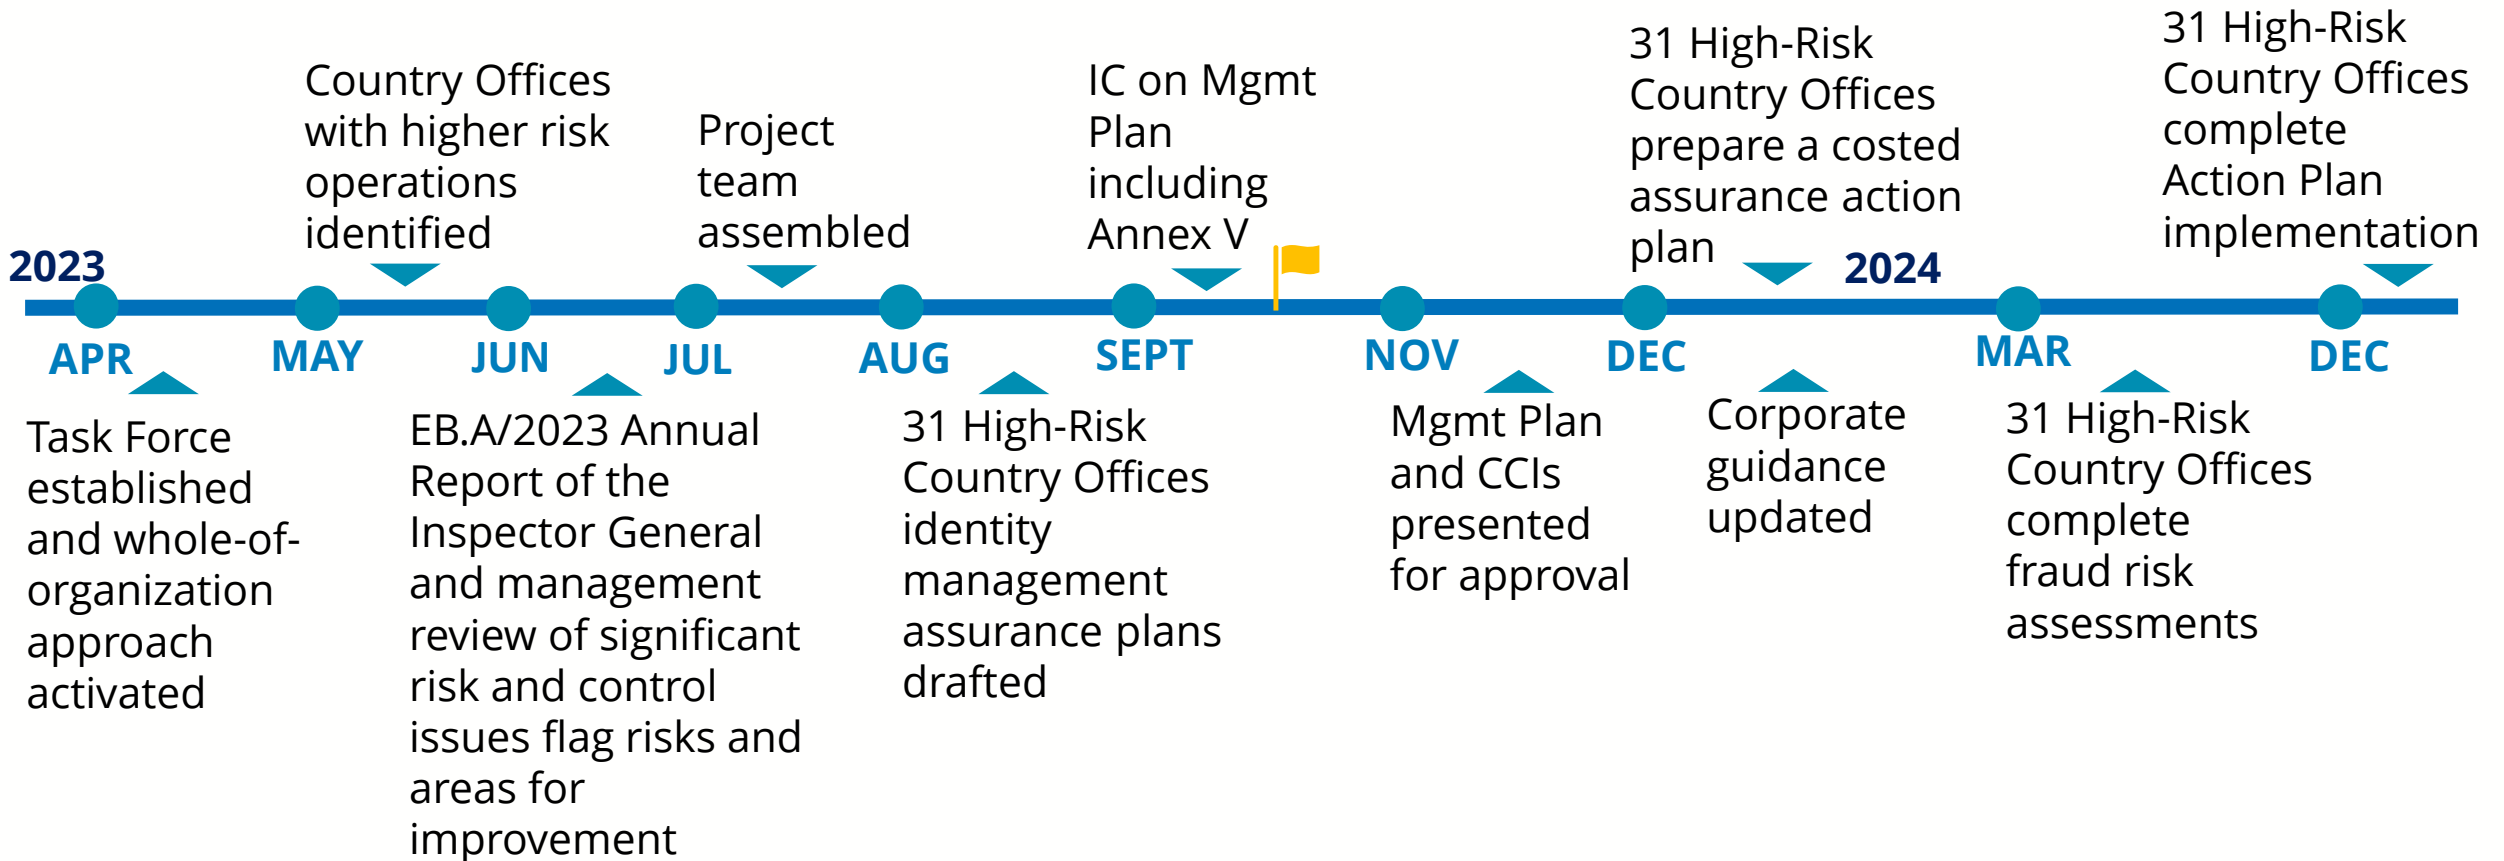 2023
APR
Task Force
established
and whole-of-
organization
approach
activated
Country Offices
with higher risk
operations
identified
MAY
JUN
EB.A/2023 Annual
Report of the
Inspector General
and management
review of significant
risk and control
issues flag risks and
areas for
improvement
Project
team
assembled
JUL
AUG
31 High-Risk
Country Offices
identity
management
assurance plans
drafted
IC on Mgmt
Plan
including
Annex V
SEPT
NOV
Mgmt Plan
and CCIs
presented
for approval
31 High-Risk
Country Offices
prepare a costed
assurance action
plan
DEC
Corporate
guidance
updated
2024
MAR
31 High-Risk
Country Offices
complete
fraud risk
assessments
31 High-Risk
Country Offices
complete
Action Plan
implementation
DEC